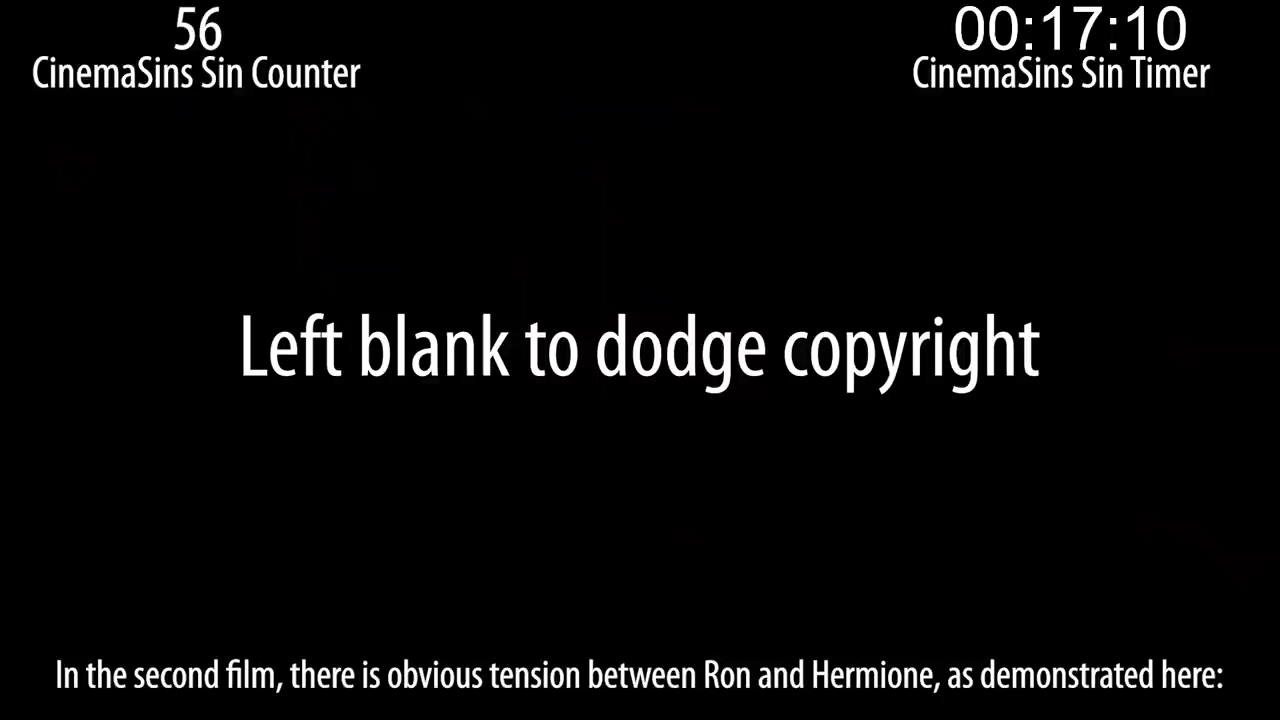 56
CinemaSins Sin Counter
00:17:10
CinemaSins Sin Timer
Left blank to dodge copyright
In the second film, there is obvious tension between Ron and Hermione, as demonstrated here: